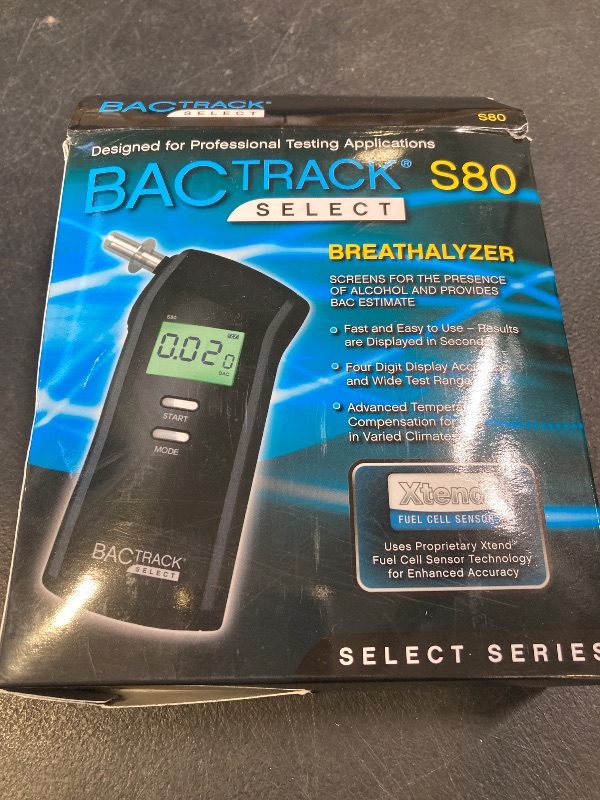 BACTRACK®
SELECT
S80
Designed for Professional Testing Applications
BACTRACK® S80
SELECT
BREATHALYZER
SCREENS FOR THE PRESENCE
OF ALCOHOL AND PROVIDES
BAC ESTIMATE
Fast and Easy to Use – Results
are Displayed in Seconds
Four Digit Display
and Wide Test Range
Advanced
Compensation for
in Varied Climates
S80
0.020
BAC
START
MODE
BACTRACK®
SELECT
Xtend
FUEL CELL SENSOR
Uses Proprietary Xtend®
Fuel Cell Sensor Technology
for Enhanced Accuracy
SELECT SERIES